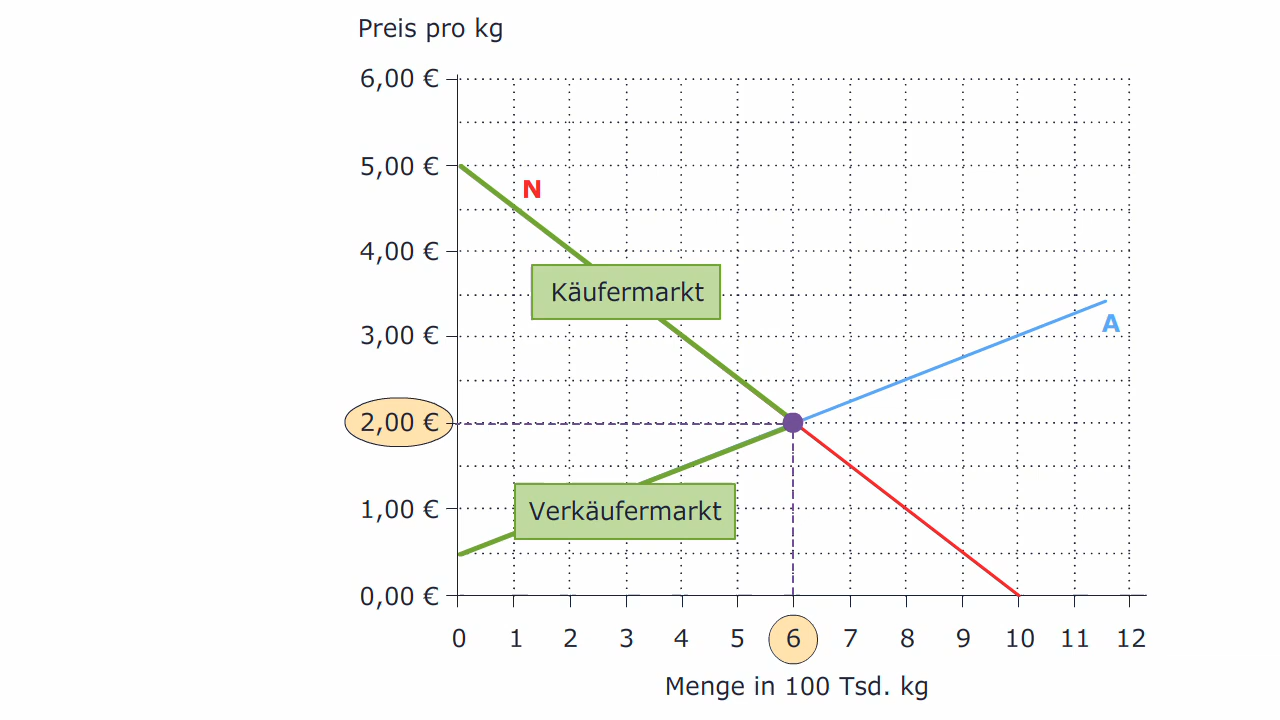 Preis pro kg
6,00 €
5,00 €
N
4,00 €
Käufermarkt
3,00 €
A
2,00 €
Verkäufermarkt
1,00 €
0,00 €
0 1 2 3 4 5 6 7 8 9 10 11 12
Menge in 100 Tsd. kg